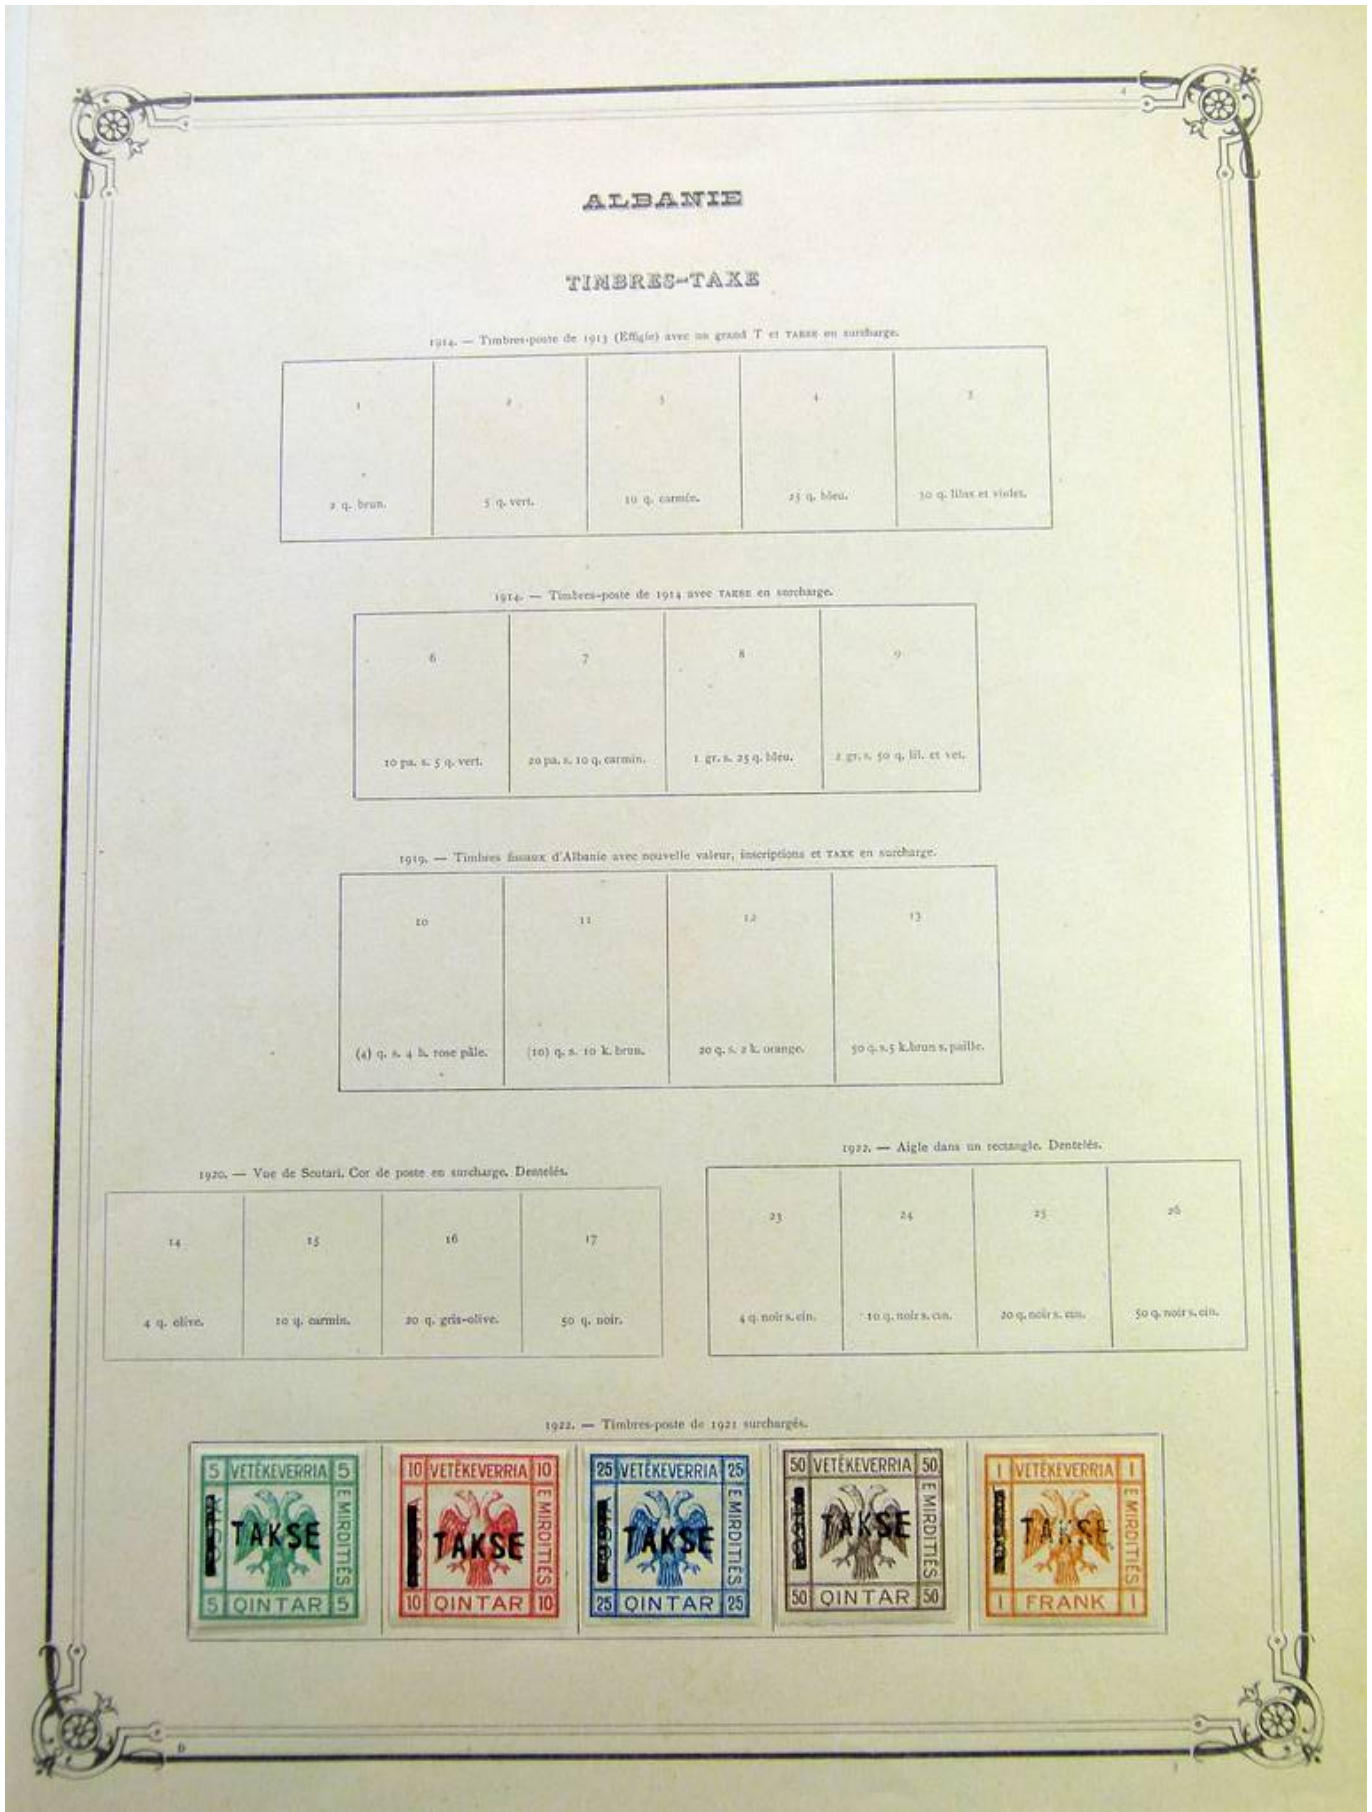 ALBANIE
TIMBRES-TAXE
1914. — Timbres-poste de 1913 (Effigie) avec un grand T et TAKSE en surcharge.
1 2 3 4 5
2 q. brun. 5 q. vert. 10 q. carmin. 25 q. bleu. 50 q. lilas et violet.
1914. — Timbres-poste de 1914 avec TAKSE en surcharge.
6 7 8 9
10 pa. s. 5 q. vert. 20 pa. s. 10 q. carmin. 1 gr. s. 25 q. bleu. 2 gr. s. 50 q. lil. et vet.
1919. — Timbres fiscaux d'Albanie avec nouvelle valeur, inscriptions et TAXE en surcharge.
10 11 12 13
(4) q. s. 4 h. rose pâle. (10) q. s. 10 k. brun. 20 q. s. 2 k. orange. 50 q. s. 5 k. brun s. paille.
1920. — Vue de Scutari. Cor de poste en surcharge. Dentelés.
14 15 16 17
4 q. olive. 10 q. carmin. 20 q. gris-olive. 50 q. noir.
1922. — Aigle dans un rectangle. Dentelés.
23 24 25 26
4 q. noir s. cin. 10 q. noir s. cin. 20 q. noir s. cin. 50 q. noir s. cin.
1922. — Timbres-poste de 1921 surchargés.
5 VETËKEVERRIA 5
E MIRDITIËS
TAKSE
5 QINTAR 5
10 VETËKEVERRIA 10
E MIRDITIËS
TAKSE
10 QINTAR 10
25 VETËKEVERRIA 25
E MIRDITIËS
TAKSE
25 QINTAR 25
50 VETËKEVERRIA 50
E MIRDITIËS
TAKSE
50 QINTAR 50
1 VETËKEVERRIA 1
E MIRDITIËS
TAKSE
1 FRANK 1